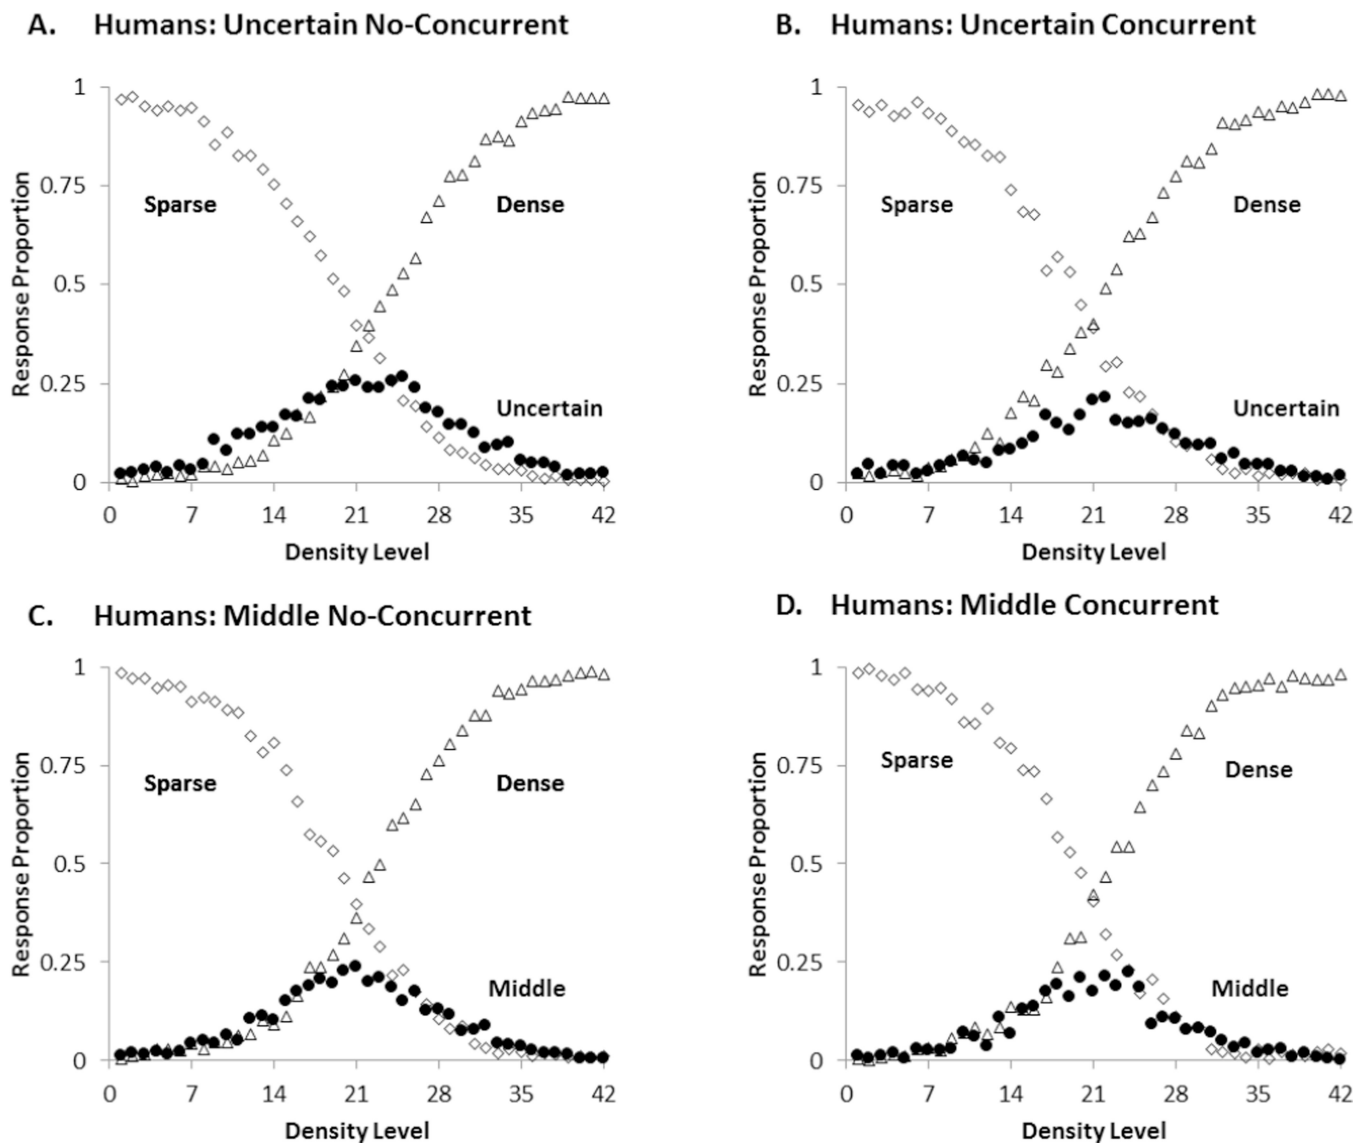 A. Humans: Uncertain No-Concurrent
1
0.75
0.5
0.25
0
Response Proportion
Sparse
Dense
Uncertain
0 7 14 21 28 35 42
Density Level
B. Humans: Uncertain Concurrent
1
0.75
0.5
0.25
0
Response Proportion
Sparse
Dense
Uncertain
0 7 14 21 28 35 42
Density Level
C. Humans: Middle No-Concurrent
1
0.75
0.5
0.25
0
Response Proportion
Sparse
Dense
Middle
0 7 14 21 28 35 42
Density Level
D. Humans: Middle Concurrent
1
0.75
0.5
0.25
0
Response Proportion
Sparse
Dense
Middle
0 7 14 21 28 35 42
Density Level